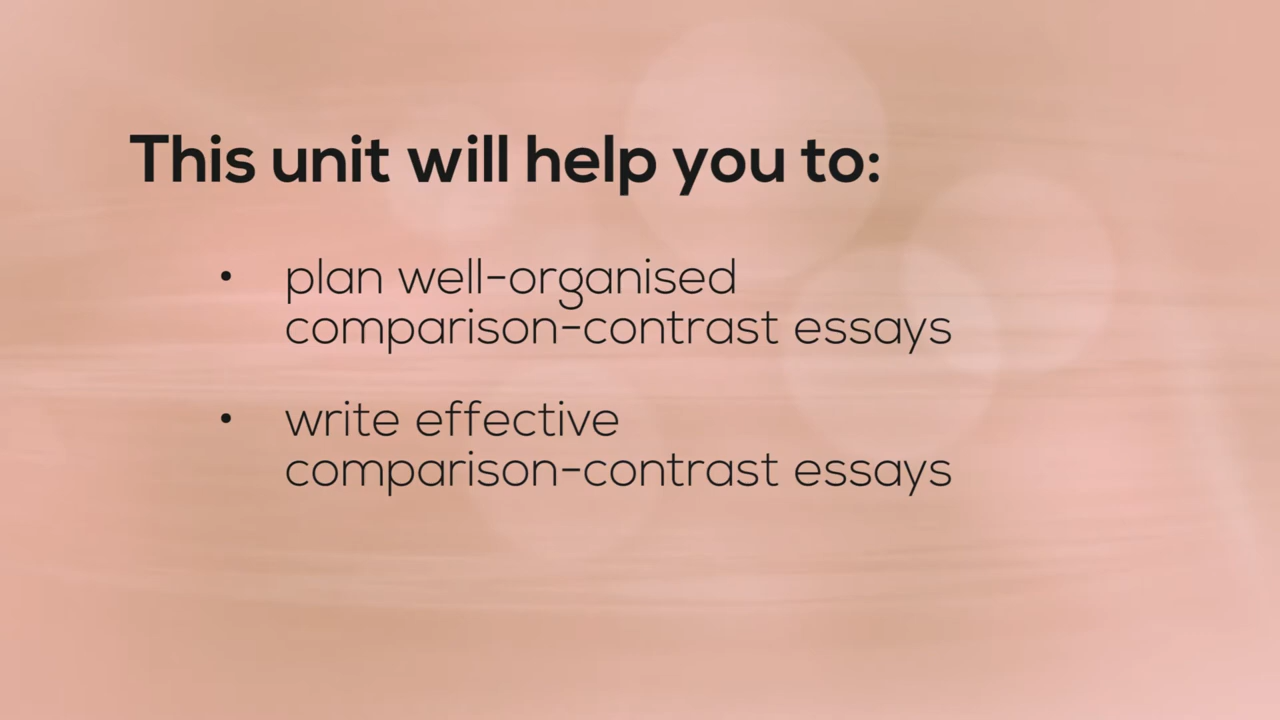 This unit will help you to:
• plan well-organised
comparison-contrast essays
• write effective
comparison-contrast essays